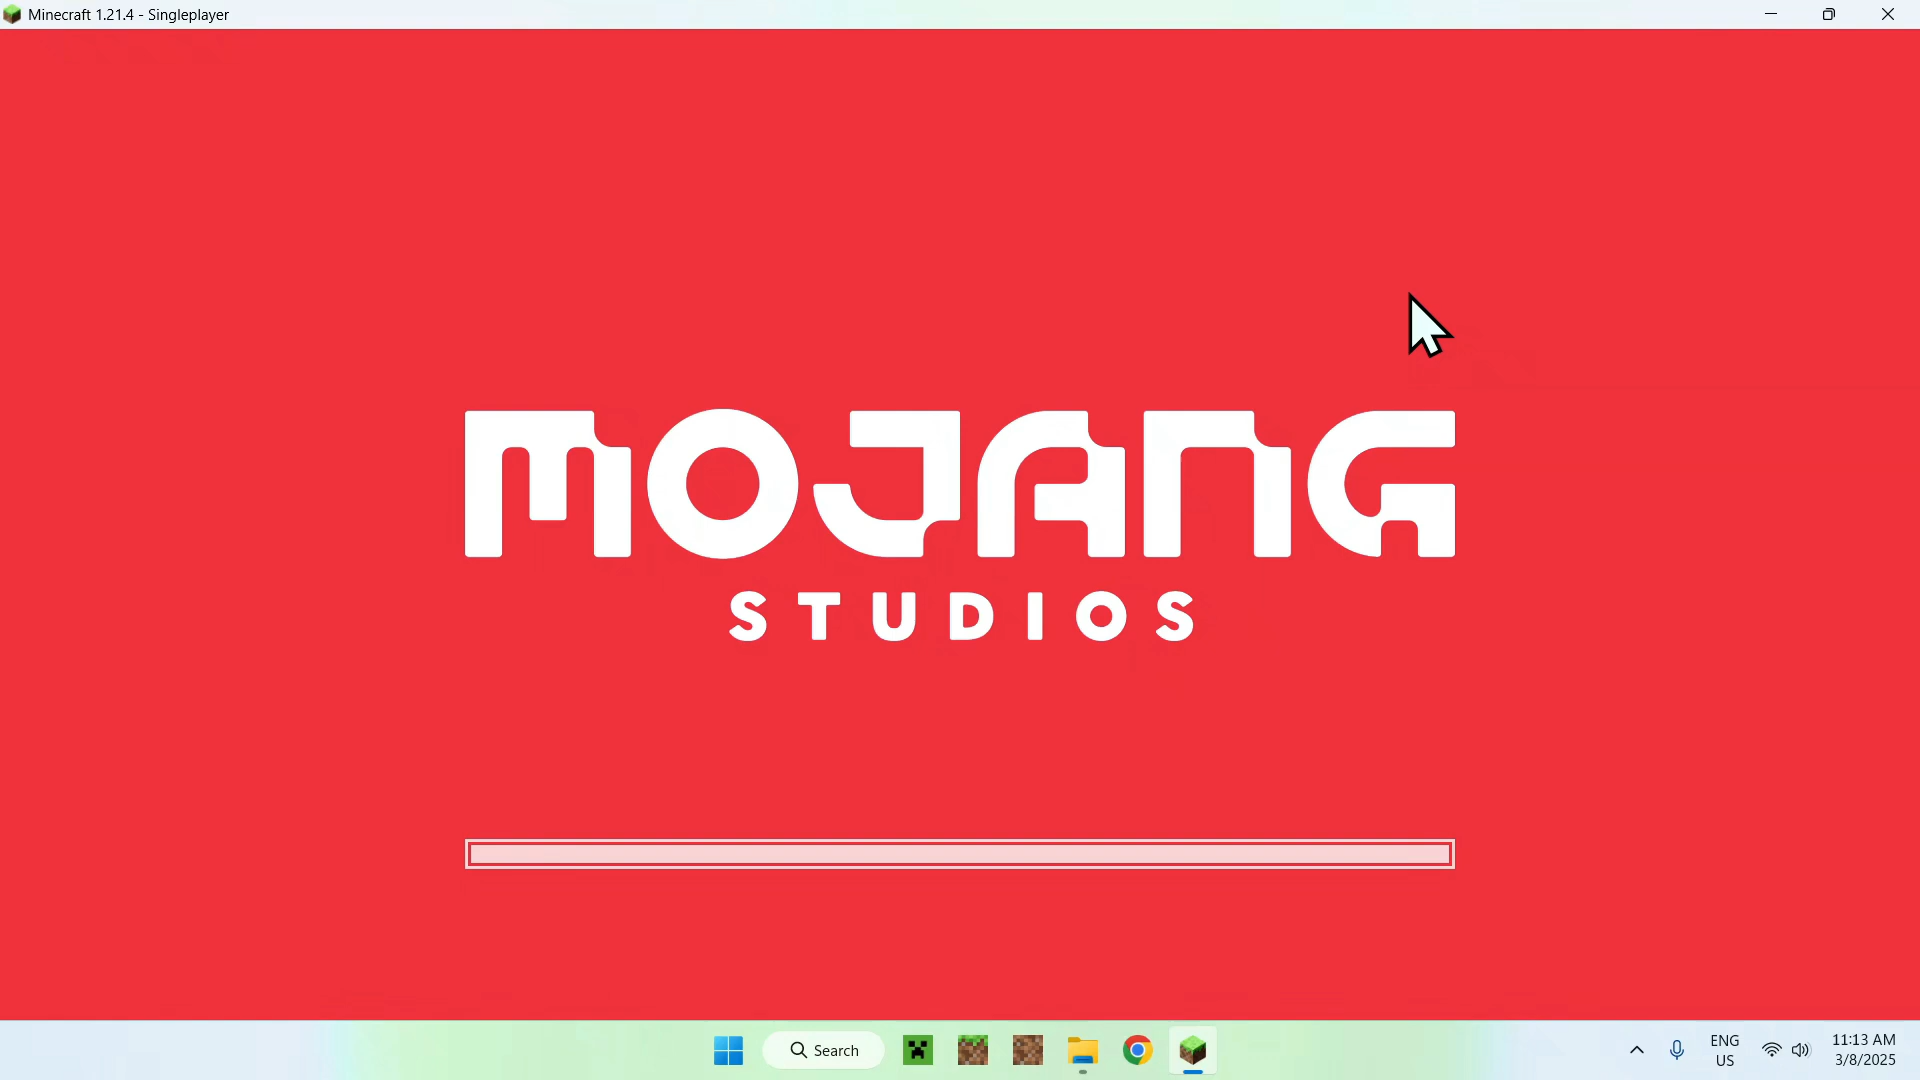 Minecraft 1.21.4 - Singleplayer
MOJANG
STUDIOS
Search
ENG
US
11:13 AM
3/8/2025